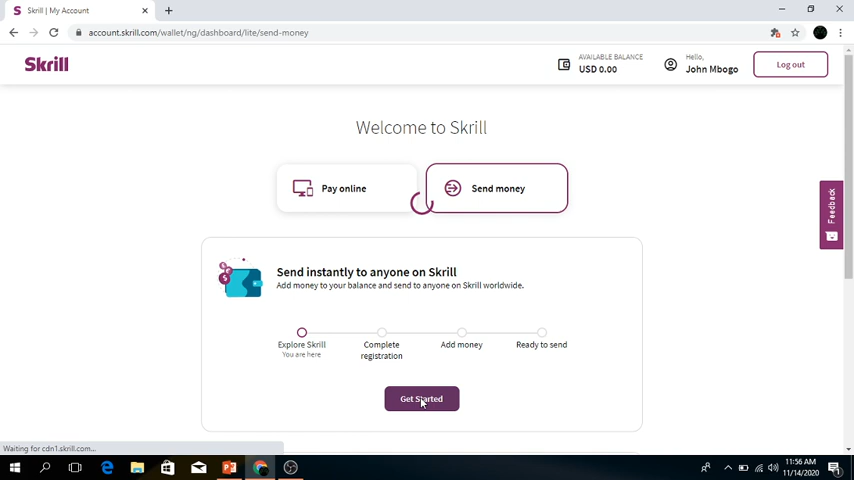 Skrill | My Account
account.skrill.com/wallet/ng/dashboard/lite/send-money
Skrill
AVAILABLE BALANCE
USD 0.00
Hello,
John Mbogo
Log out
Welcome to Skrill
Pay online
Send money
Feedback
Send instantly to anyone on Skrill
Add money to your balance and send to anyone on Skrill worldwide.
Explore Skrill
You are here
Complete
registration
Add money
Ready to send
Get Started
Waiting for cdn1.skrill.com...
11:56 AM
11/14/2020
1